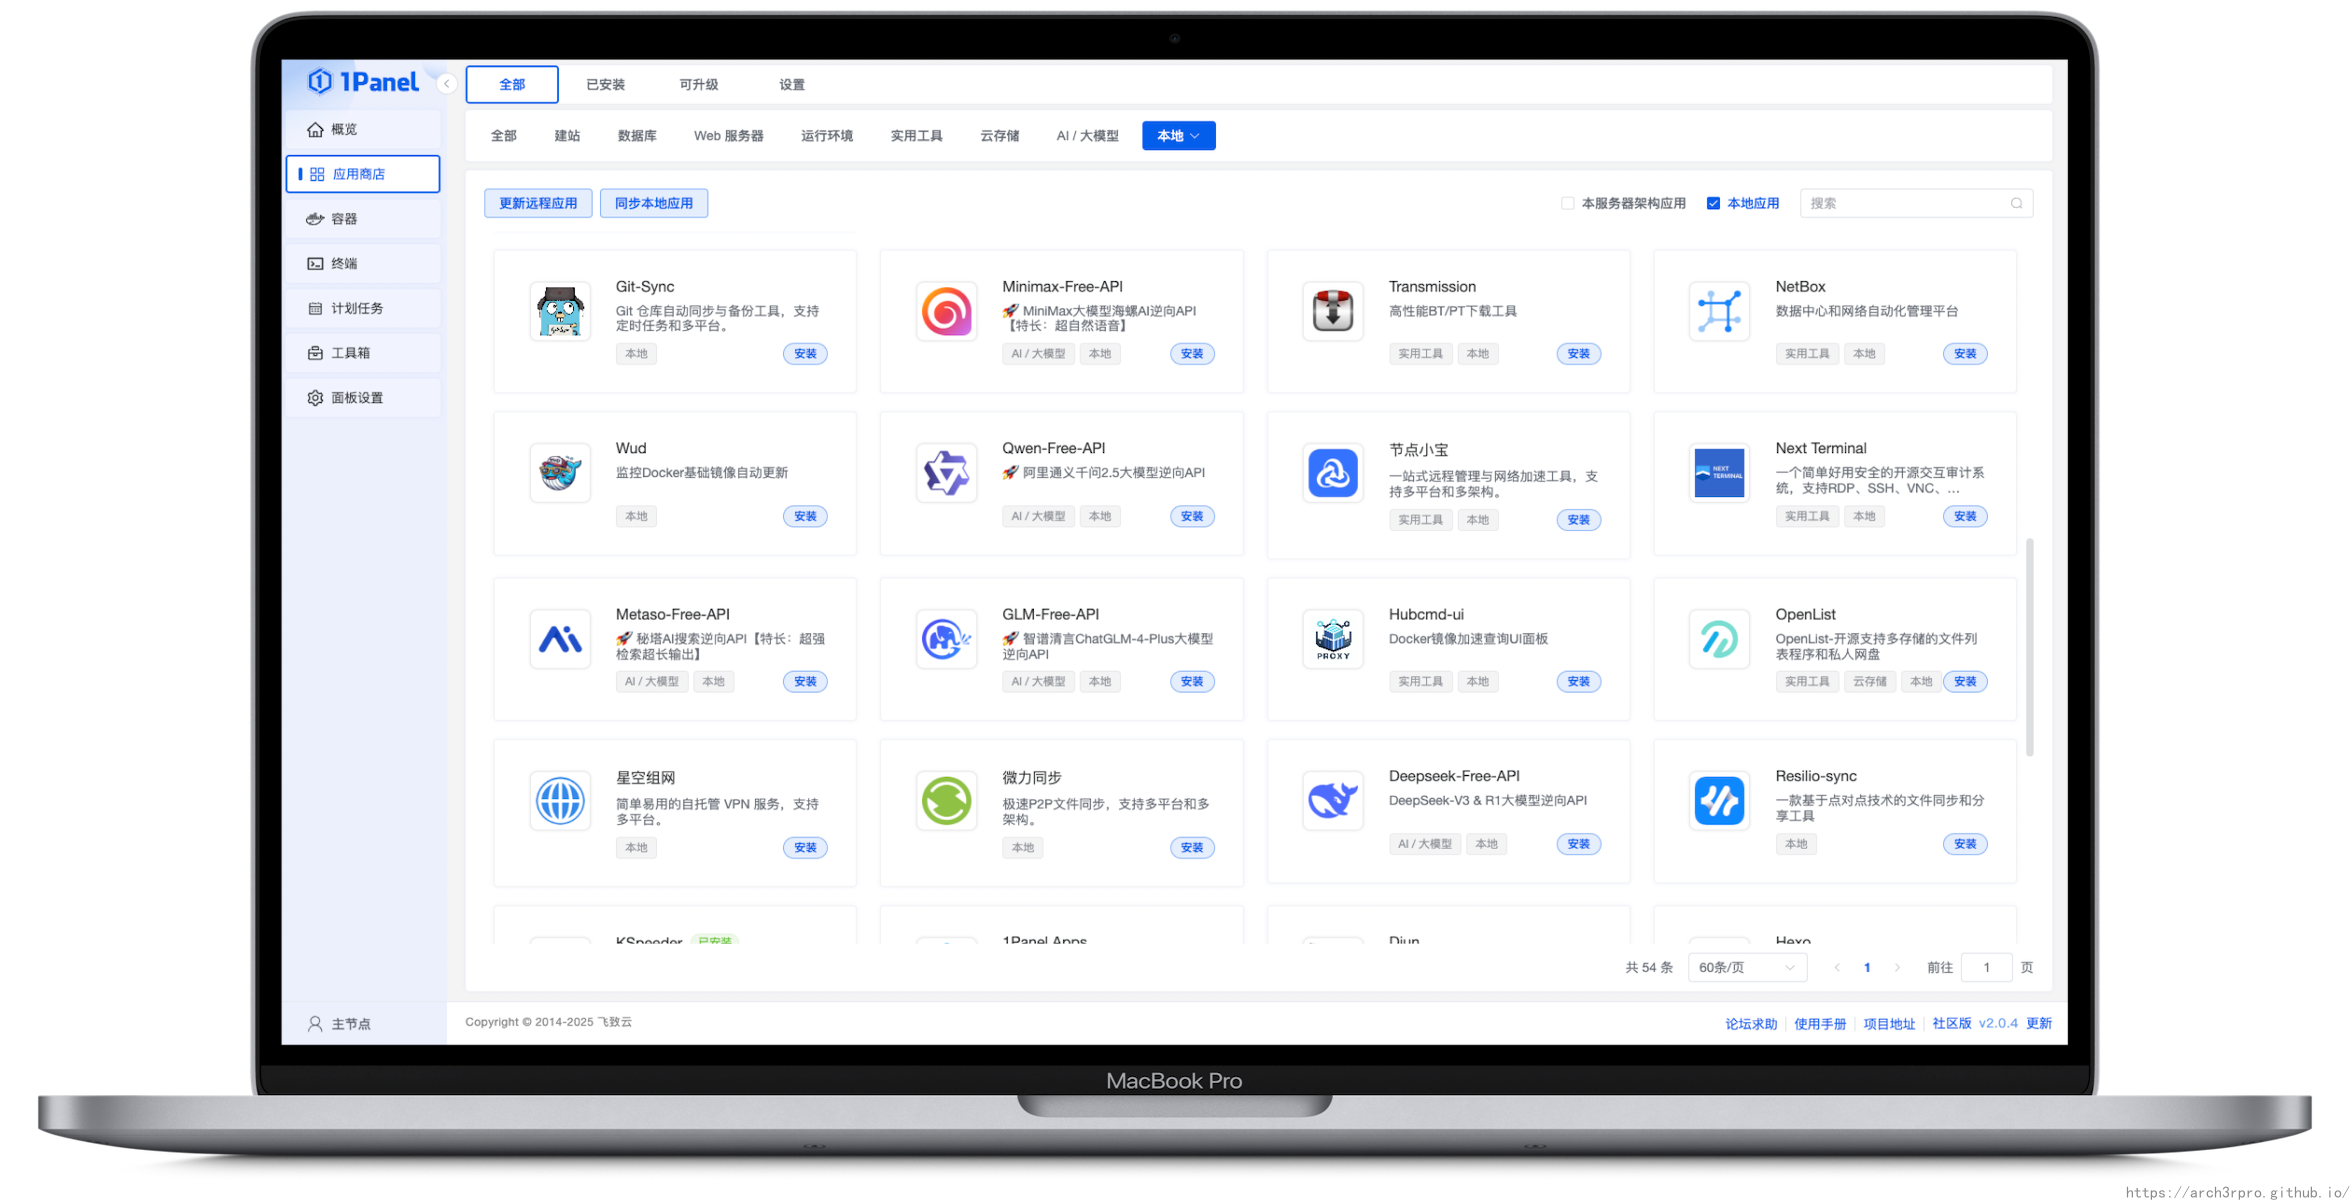 1Panel
全部
已安装
可升级
设置
概览
应用商店
容器
终端
计划任务
工具箱
面板设置
主节点
全部
建站
数据库
Web 服务器
运行环境
实用工具
云存储
AI / 大模型
本地
更新远程应用
同步本地应用
本服务器架构应用
本地应用
搜索
Git-Sync
Git 仓库自动同步与备份工具，支持
定时任务和多平台。
本地
安装
Minimax-Free-API
🚀 MiniMax大模型海螺AI逆向API
【特长：超自然语音】
AI / 大模型
本地
安装
Transmission
高性能BT/PT下载工具
实用工具
本地
安装
NetBox
数据中心和网络自动化管理平台
实用工具
本地
安装
Wud
监控Docker基础镜像自动更新
本地
安装
Qwen-Free-API
🚀 阿里通义千问2.5大模型逆向API
AI / 大模型
本地
安装
节点小宝
一站式远程管理与网络加速工具，支
持多平台和多架构。
实用工具
本地
安装
NEXT
TERMINAL
Next Terminal
一个简单好用安全的开源交互审计系
统，支持RDP、SSH、VNC、...
实用工具
本地
安装
Metaso-Free-API
🚀 秘塔AI搜索逆向API【特长：超强
检索超长输出】
AI / 大模型
本地
安装
GLM-Free-API
🚀 智谱清言ChatGLM-4-Plus大模型
逆向API
AI / 大模型
本地
安装
PROXY
Hubcmd-ui
Docker镜像加速查询UI面板
实用工具
本地
安装
OpenList
OpenList-开源支持多存储的文件列
表程序和私人网盘
实用工具
云存储
本地
安装
星空组网
简单易用的自托管 VPN 服务，支持
多平台。
本地
安装
微力同步
极速P2P文件同步，支持多平台和多
架构。
本地
安装
Deepseek-Free-API
DeepSeek-V3 & R1大模型逆向API
AI / 大模型
本地
安装
Resilio-sync
一款基于点对点技术的文件同步和分
享工具
本地
安装
KSpeeder
已安装
1Panel Apps
Diun
Hexo
共 54 条
60条/页
1
前往
1
页
Copyright © 2014-2025 飞致云
论坛求助
使用手册
项目地址
社区版
v2.0.4
更新
MacBook Pro
https://arch3rpro.github.io/